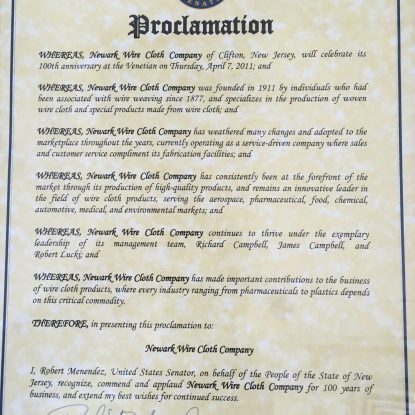 SENAT
Proclamation
WHEREAS, Newark Wire Cloth Company of Clifton, New Jersey, will celebrate its
100th anniversary at the Venetian on Thursday, April 7, 2011; and
WHEREAS, Newark Wire Cloth Company was founded in 1911 by individuals who had
been associated with wire weaving since 1877, and specializes in the production of woven
wire cloth and special products made from wire cloth; and
WHEREAS, Newark Wire Cloth Company has weathered many changes and adopted to the
marketplace throughout the years, currently operating as a service-driven company where sales
and customer service compliment its fabrication facilities; and
WHEREAS, Newark Wire Cloth Company has consistently been at the forefront of the
market through its production of high-quality products, and remains an innovative leader in
the field of wire cloth products, serving the aerospace, pharmaceutical, food, chemical,
automotive, medical, and environmental markets; and
WHEREAS, Newark Wire Cloth Company continues to thrive under the exemplary
leadership of its management team, Richard Campbell, James Campbell, and
Robert Lucki; and
WHEREAS, Newark Wire Cloth Company has made important contributions to the business
of wire cloth products, where every industry ranging from pharmaceuticals to plastics depends
on this critical commodity.
THEREFORE, in presenting this proclamation to:
Newark Wire Cloth Company
I, Robert Menendez, United States Senator, on behalf of the People of the State of New
Jersey, recognize, commend and applaud Newark Wire Cloth Company for 100 years of
business, and extend my best wishes for continued success.